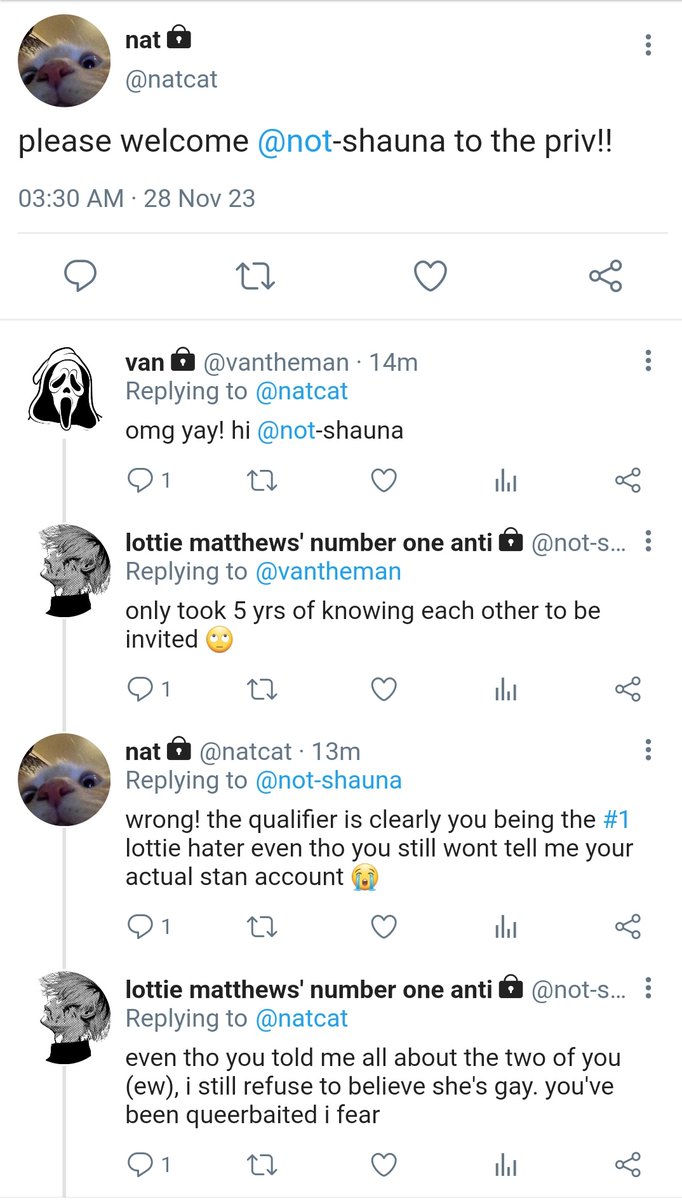 nat
@natcat
please welcome @not-shauna to the priv!!
03:30 AM · 28 Nov 23
van @vantheman · 14m
Replying to @natcat
omg yay! hi @not-shauna
1
lottie matthews' number one anti @not-s...
Replying to @vantheman
only took 5 yrs of knowing each other to be
invited 🙄
1
nat @natcat · 13m
Replying to @not-shauna
wrong! the qualifier is clearly you being the #1
lottie hater even tho you still wont tell me your
actual stan account 😭
1
lottie matthews' number one anti @not-s...
Replying to @natcat
even tho you told me all about the two of you
(ew), i still refuse to believe she's gay. you've
been queerbaited i fear
1